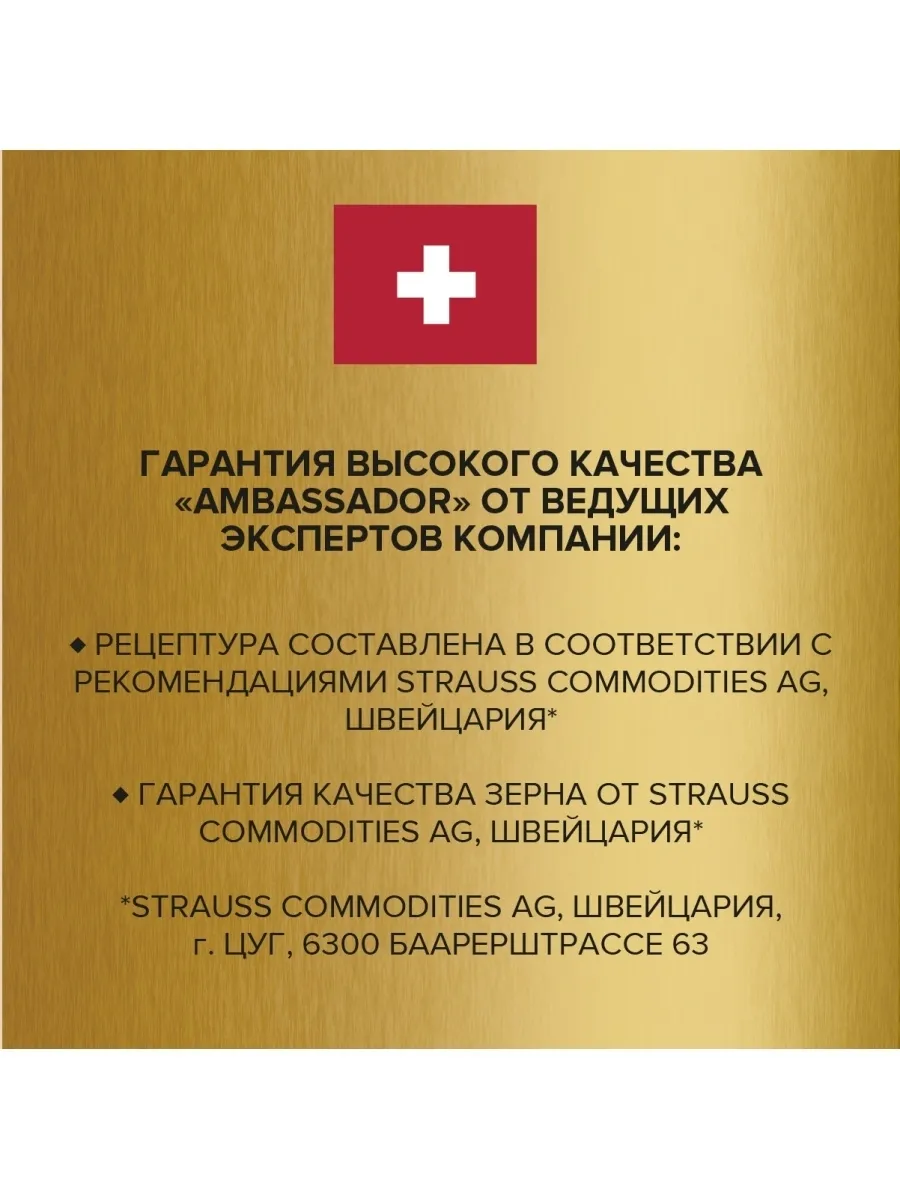 ГАРАНТИЯ ВЫСОКОГО КАЧЕСТВА
«AMBASSADOR» ОТ ВЕДУЩИХ
ЭКСПЕРТОВ КОМПАНИИ:
◆ РЕЦЕПТУРА СОСТАВЛЕНА В СООТВЕТСТВИИ С
РЕКОМЕНДАЦИЯМИ STRAUSS COMMODITIES AG,
ШВЕЙЦАРИЯ*
◆ ГАРАНТИЯ КАЧЕСТВА ЗЕРНА ОТ STRAUSS
COMMODITIES AG, ШВЕЙЦАРИЯ*
*STRAUSS COMMODITIES AG, ШВЕЙЦАРИЯ,
г. ЦУГ, 6300 БААРЕРШТРАССЕ 63